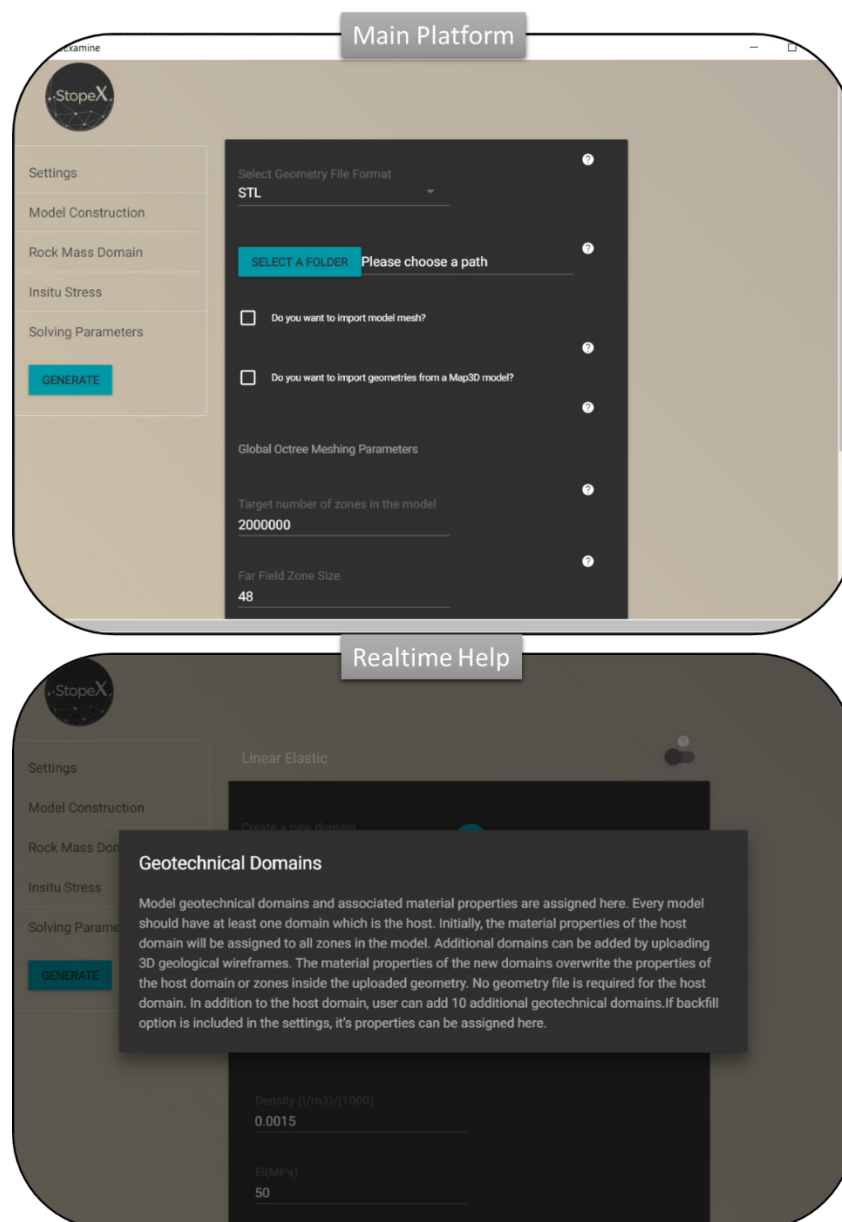 Main Platform
examine
StopeX
Settings
Model Construction
Rock Mass Domain
Insitu Stress
Solving Parameters
GENERATE
Select Geometry File Format
STL
SELECT A FOLDER Please choose a path
Do you want to import model mesh?
Do you want to import geometries from a Map3D model?
Global Octree Meshing Parameters
Target number of zones in the model
2000000
Far Field Zone Size
48
Realtime Help
StopeX
Settings
Model Construction
Rock Mass Dom
Insitu Stress
Solving Parame
GENERATE
Linear Elastic
Create a new domain
Geotechnical Domains
Model geotechnical domains and associated material properties are assigned here. Every model
should have at least one domain which is the host. Initially, the material properties of the host
domain will be assigned to all zones in the model. Additional domains can be added by uploading
3D geological wireframes. The material properties of the new domains overwrite the properties of
the host domain or zones inside the uploaded geometry. No geometry file is required for the host
domain. In addition to the host domain, user can add 10 additional geotechnical domains.If backfill
option is included in the settings, it's properties can be assigned here.
Density (t/m3)/(1000)
0.0015
Ei(MPa)
50